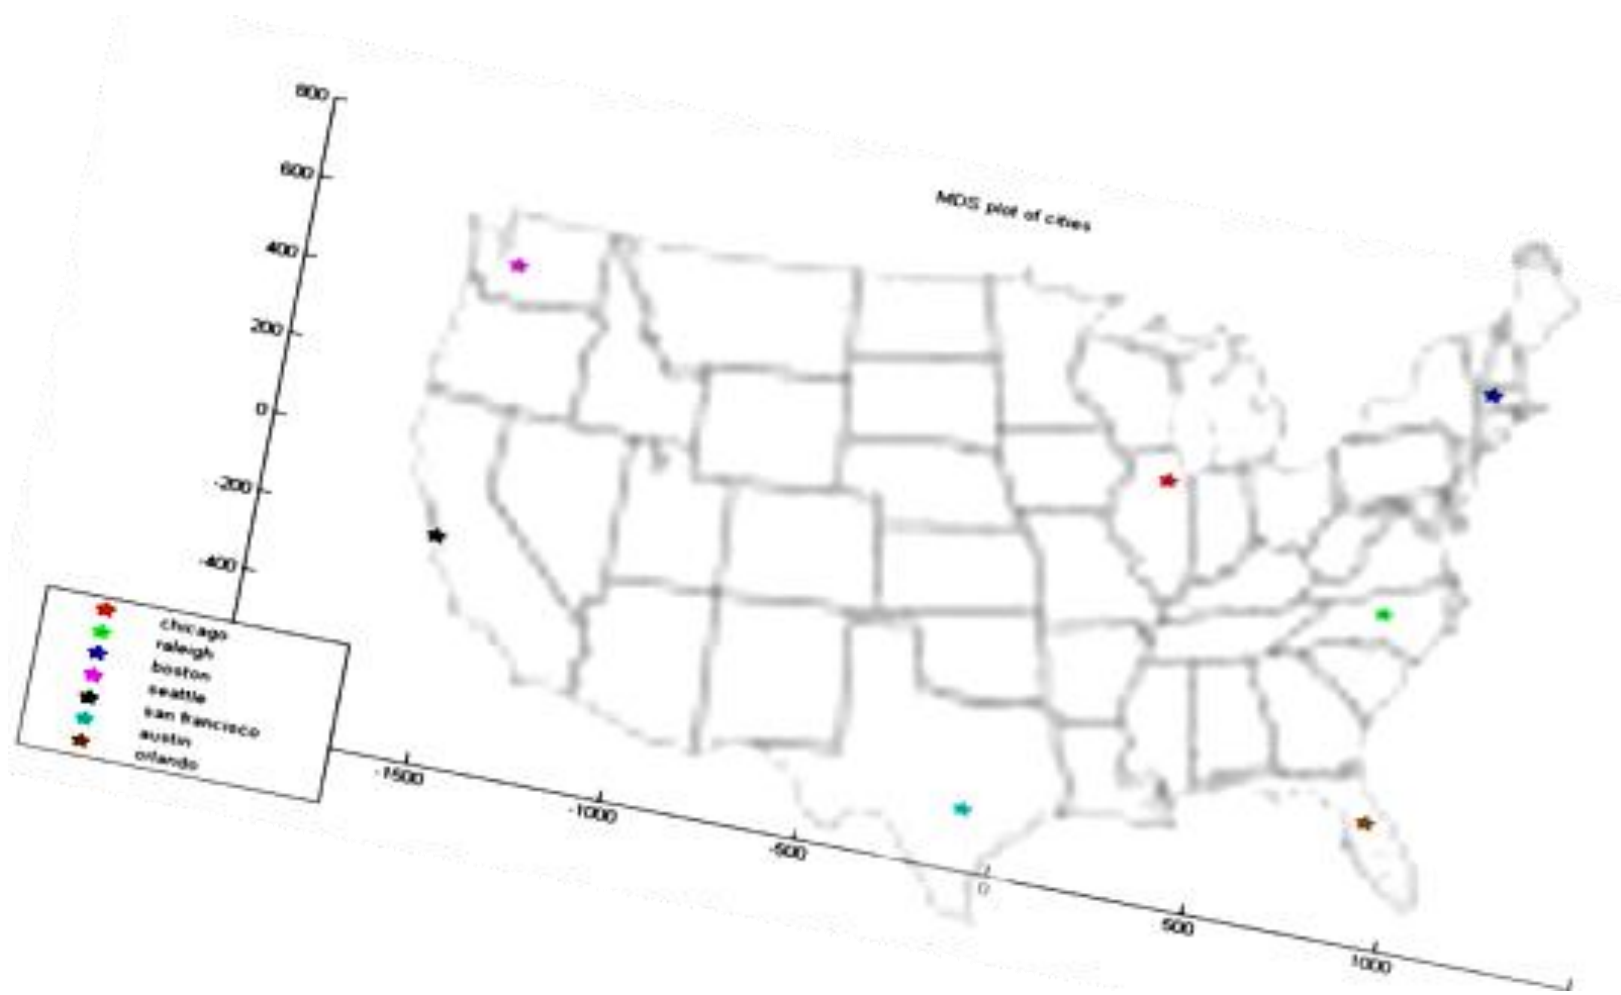 MDS plot of cities
800
600
400
200
0
-200
-400
chicago
raleigh
boston
seattle
san francisco
austin
orlando
-1500
-1000
-500
0
500
1000